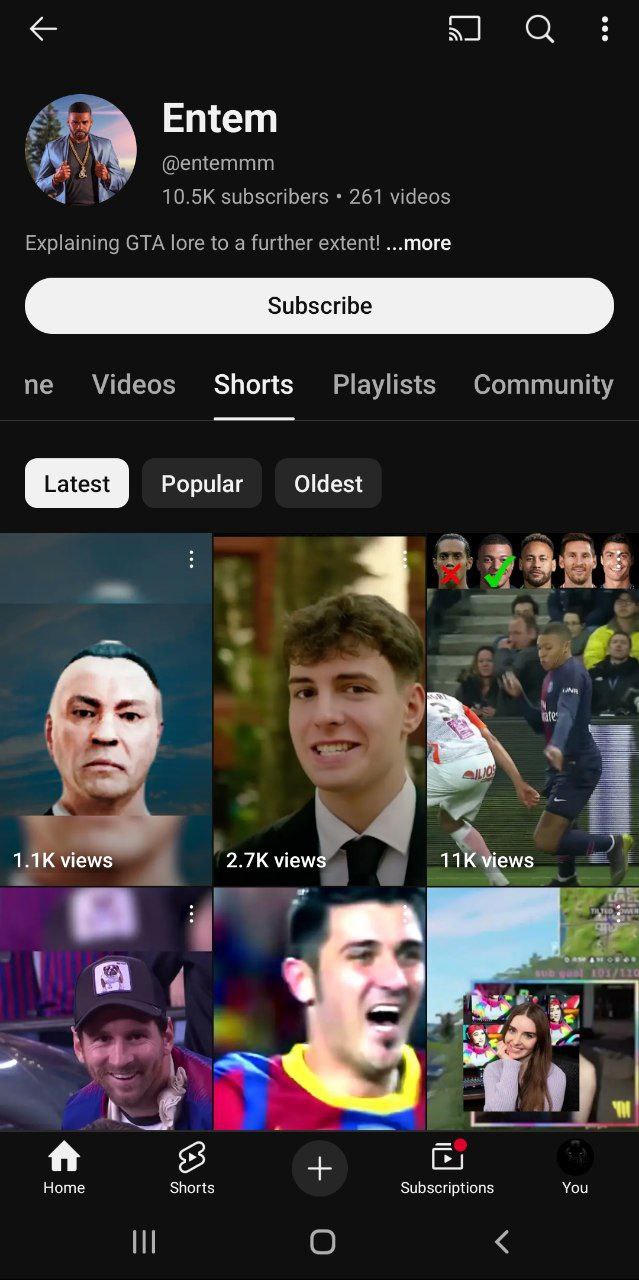 Entem
@entemmm
10.5K subscribers • 261 videos
Explaining GTA lore to a further extent! ...more
Subscribe
ne Videos Shorts Playlists Community
Latest Popular Oldest
1.1K views
2.7K views
11K views
TILTED
sub goal 101/110
Home Shorts Subscriptions You